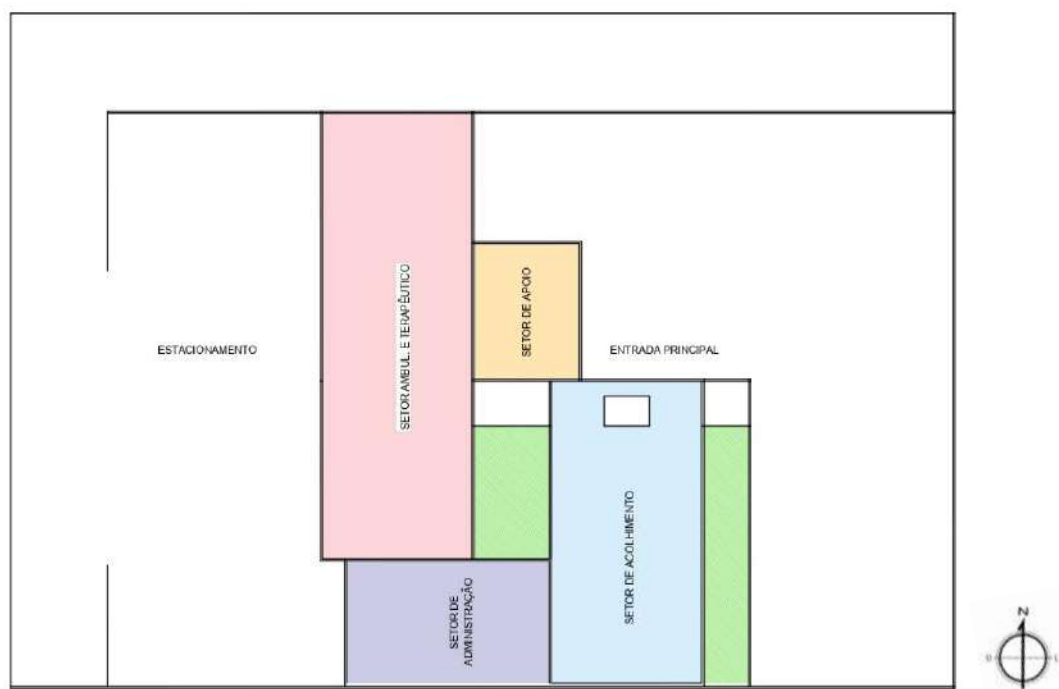 ESTACIONAMENTO
SETOR AMBUL. E TERAPÊUTICO
SETOR DE APOIO
ENTRADA PRINCIPAL
SETOR DE
ADMINISTRAÇÃO
SETOR DE ACOLHIMENTO
N